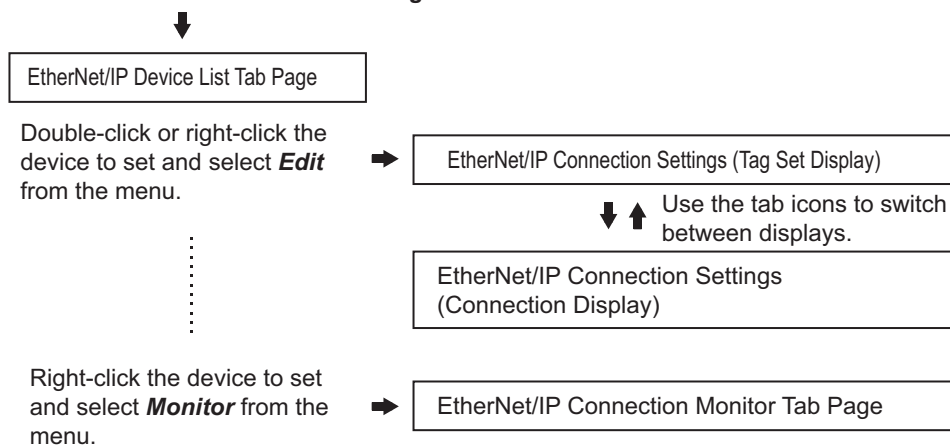 EtherNet/IP Device List Tab Page
Double-click or right-click the
device to set and select Edit
from the menu.
EtherNet/IP Connection Settings (Tag Set Display)
Use the tab icons to switch
between displays.
EtherNet/IP Connection Settings
(Connection Display)
Right-click the device to set
and select Monitor from the
menu.
EtherNet/IP Connection Monitor Tab Page